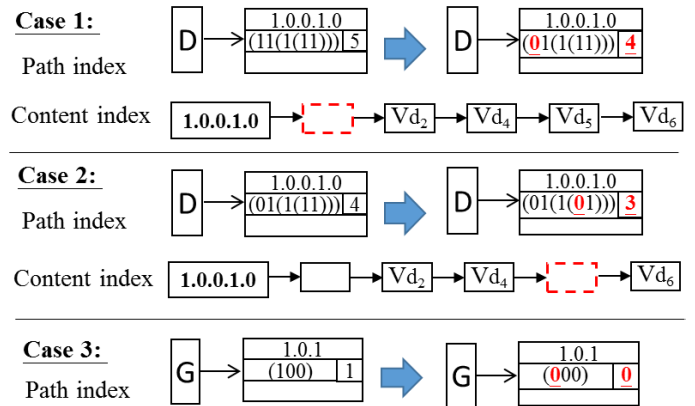 Case 1:
1.0.0.1.0 1.0.0.1.0
D (11(1(11))) 5 D (01(1(11))) 4
Path index
Content index 1.0.0.1.0 Vd2 Vd4 Vd5 Vd6
Case 2:
1.0.0.1.0 1.0.0.1.0
D (01(1(11))) 4 D (01(1(01))) 3
Path index
Content index 1.0.0.1.0 Vd2 Vd4 Vd6
Case 3:
1.0.1 1.0.1
G (100) 1 G (000) 0
Path index